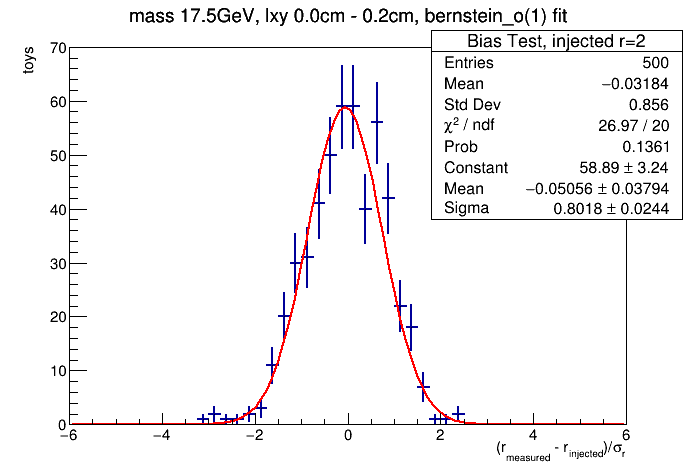 mass 17.5GeV, lxy 0.0cm - 0.2cm, bernstein_o(1) fit
Bias Test, injected r=2
Entries 500
Mean −0.03184
Std Dev 0.856
χ² / ndf 26.97 / 20
Prob 0.1361
Constant 58.89 ± 3.24
Mean −0.05056 ± 0.03794
Sigma 0.8018 ± 0.0244
toys
70
60
50
40
30
20
10
0
−6 −4 −2 0 2 4 6
(r_measured - r_injected)/σ_r